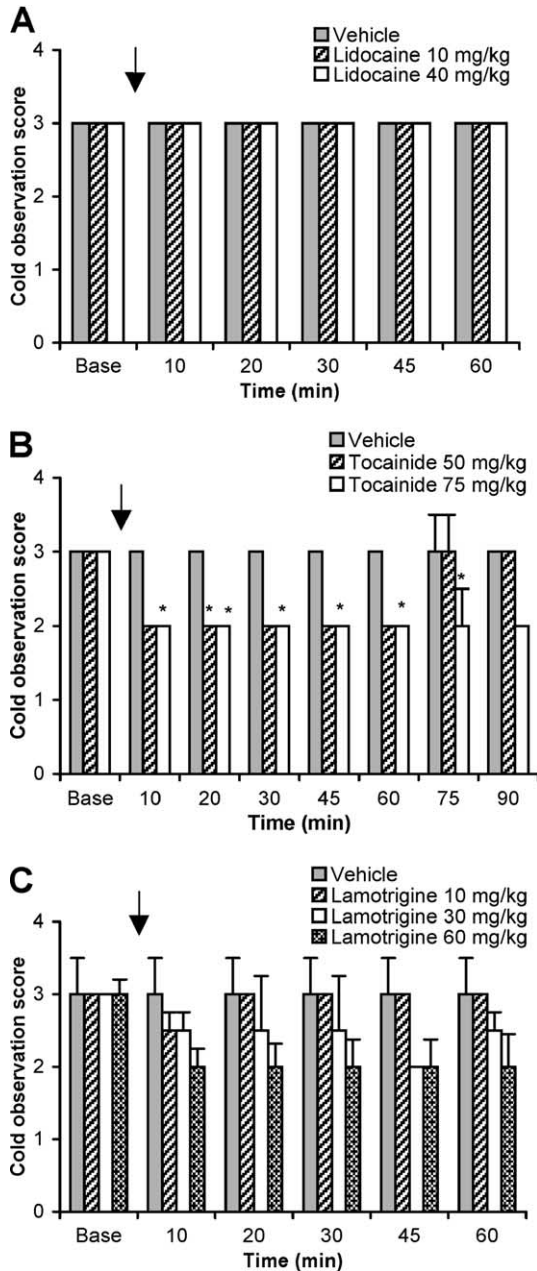 A
Vehicle
Lidocaine 10 mg/kg
Lidocaine 40 mg/kg
Cold observation score
4
3
2
1
0
Base 10 20 30 45 60
Time (min)
B
Vehicle
Tocainide 50 mg/kg
Tocainide 75 mg/kg
Cold observation score
4
3
2
1
0
* * * * * * *
Base 10 20 30 45 60 75 90
Time (min)
C
Vehicle
Lamotrigine 10 mg/kg
Lamotrigine 30 mg/kg
Lamotrigine 60 mg/kg
Cold observation score
4
3
2
1
0
Base 10 20 30 45 60
Time (min)